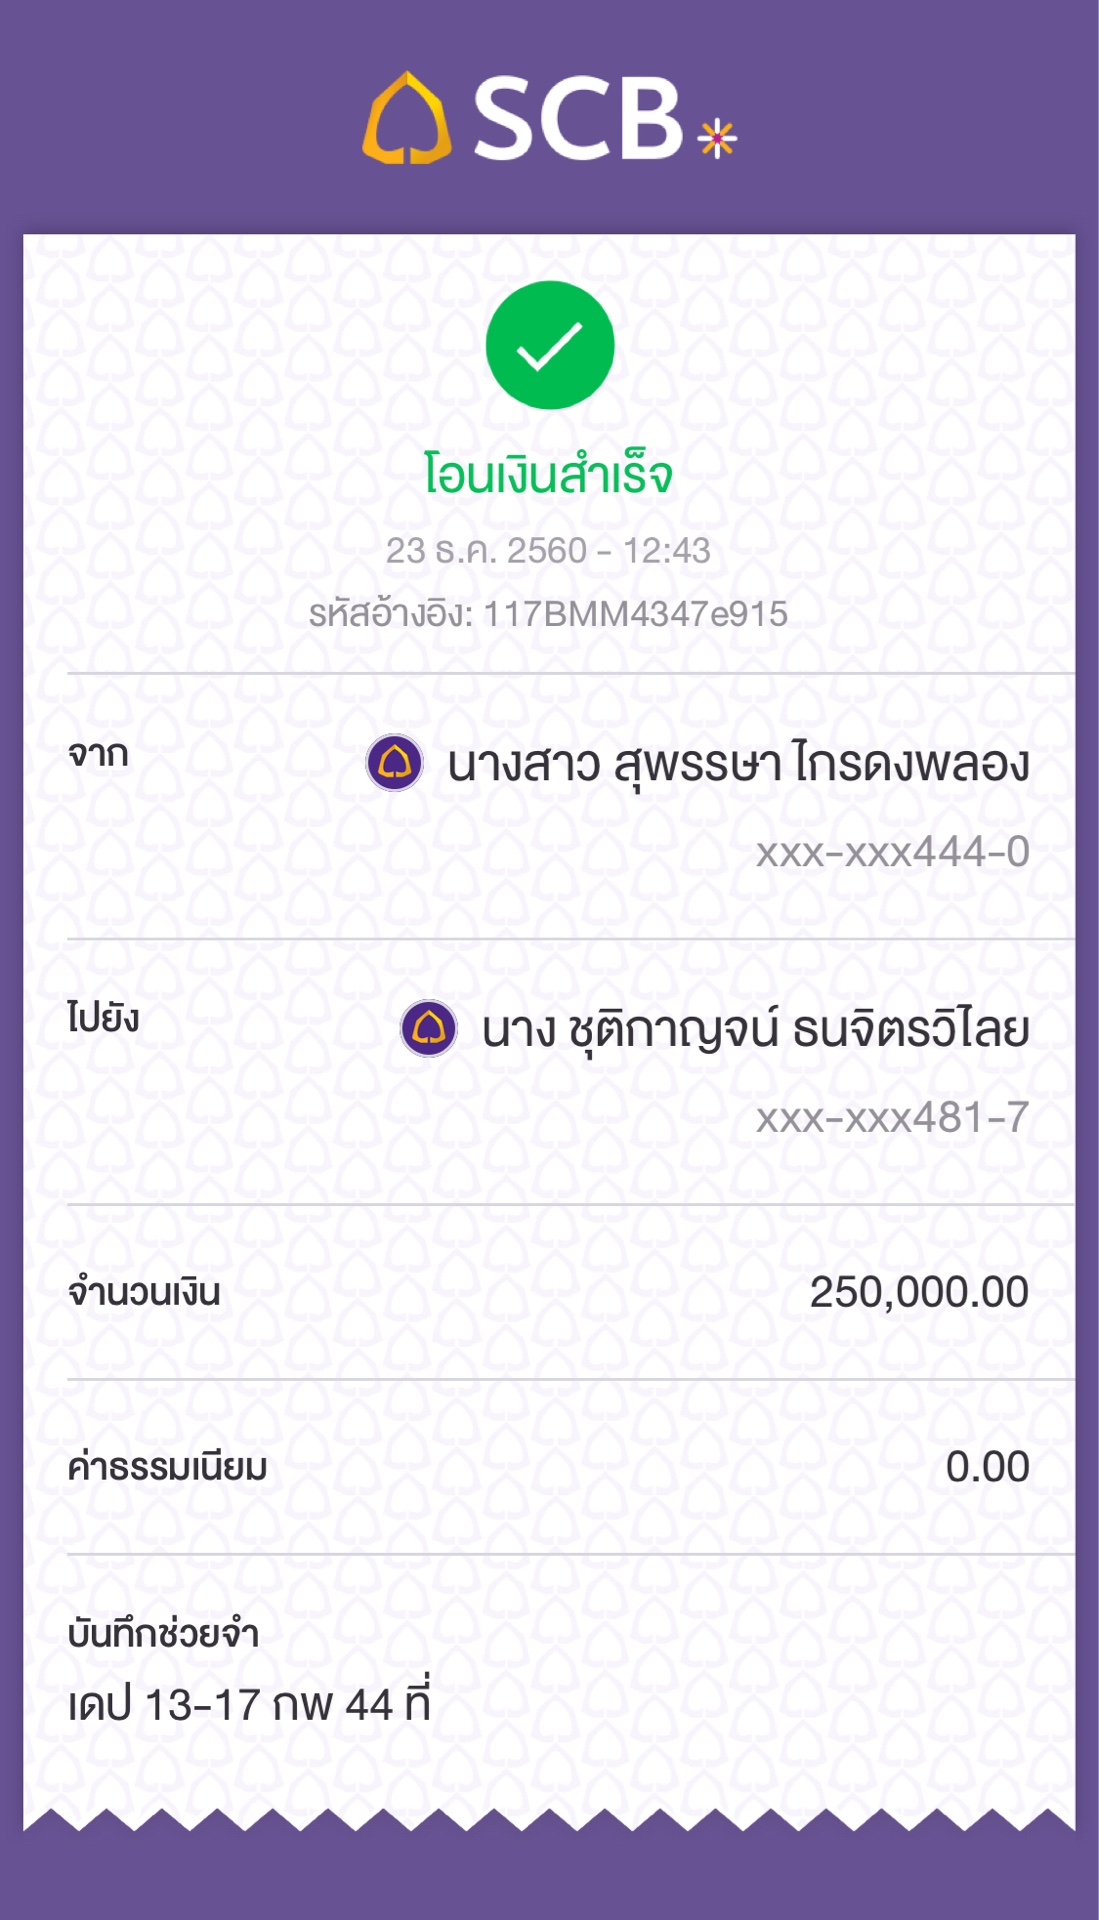 SCB
โอนเงินสำเร็จ
23 ธ.ค. 2560 - 12:43
รหัสอ้างอิง: 117BMM4347e915
จาก
นางสาว สุพรรษา ไกรดงพลอง
xxx-xxx444-0
ไปยัง
นาง ชุติกาญจน์ ธนจิตรวิไลย
xxx-xxx481-7
จำนวนเงิน 250,000.00
ค่าธรรมเนียม 0.00
บันทึกช่วยจำ
เดป 13-17 กพ 44 ที่